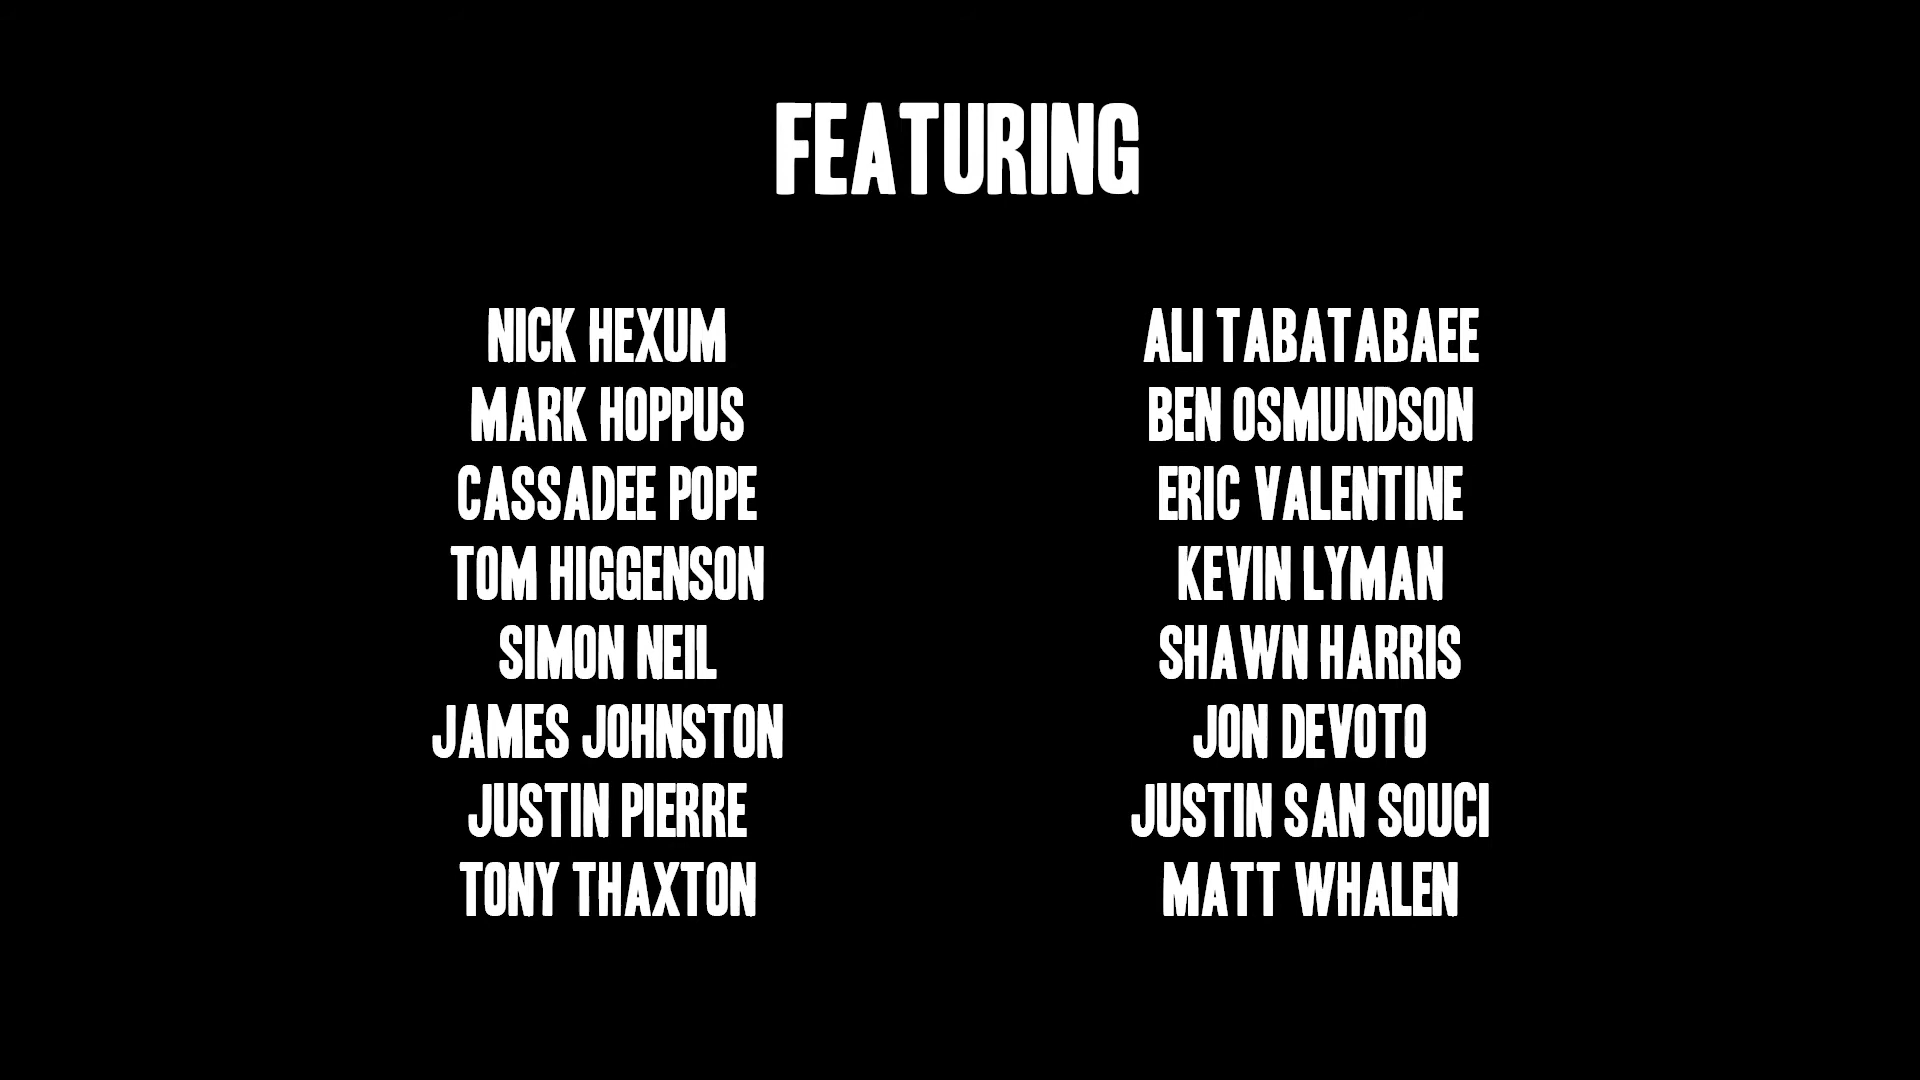 FEATURING
NICK HEXUM
MARK HOPPUS
CASSADEE POPE
TOM HIGGENSON
SIMON NEIL
JAMES JOHNSTON
JUSTIN PIERRE
TONY THAXTON
ALI TABATABAEE
BEN OSMUNDSON
ERIC VALENTINE
KEVIN LYMAN
SHAWN HARRIS
JON DEVOTO
JUSTIN SAN SOUCI
MATT WHALEN